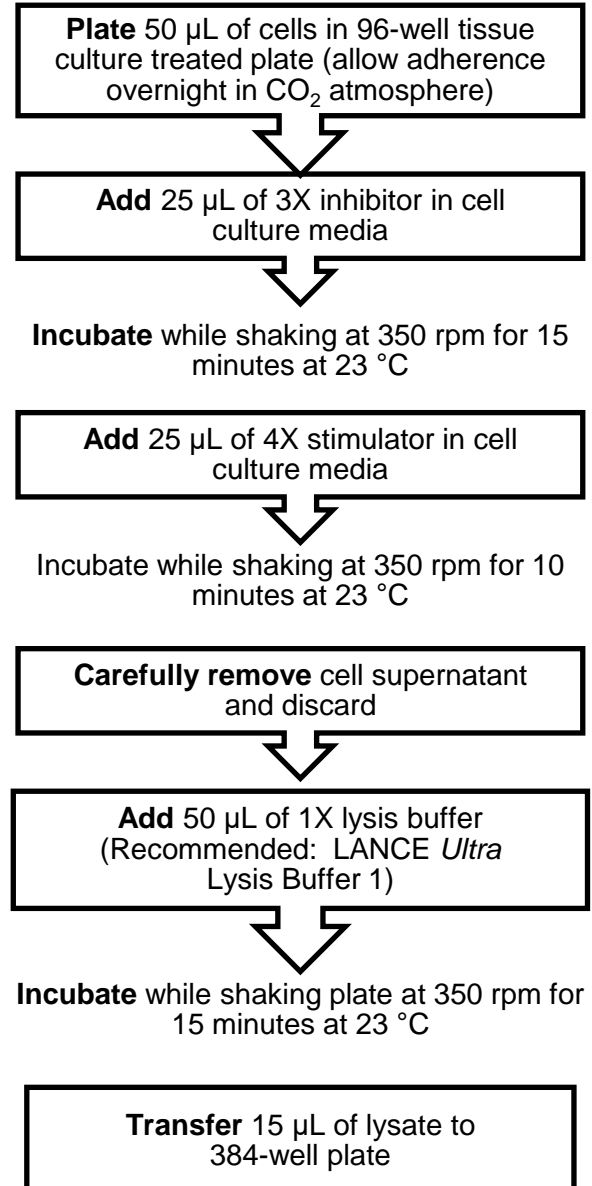 Plate 50 µL of cells in 96-well tissue
culture treated plate (allow adherence
overnight in CO₂ atmosphere)
Add 25 µL of 3X inhibitor in cell
culture media
Incubate while shaking at 350 rpm for 15
minutes at 23 °C
Add 25 µL of 4X stimulator in cell
culture media
Incubate while shaking at 350 rpm for 10
minutes at 23 °C
Carefully remove cell supernatant
and discard
Add 50 µL of 1X lysis buffer
(Recommended: LANCE Ultra
Lysis Buffer 1)
Incubate while shaking plate at 350 rpm for
15 minutes at 23 °C
Transfer 15 µL of lysate to
384-well plate